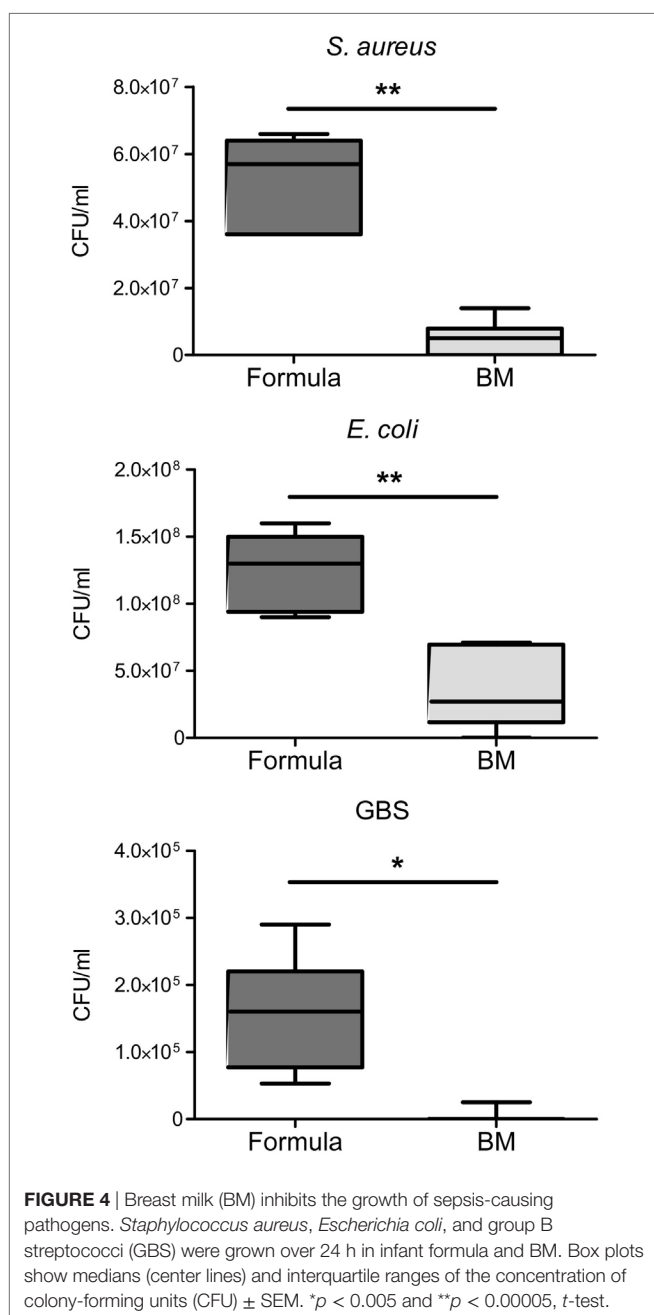 S. aureus
**
8.0×10⁷
6.0×10⁷
4.0×10⁷
2.0×10⁷
0
CFU/ml
Formula BM
E. coli
**
2.0×10⁸
1.5×10⁸
1.0×10⁸
5.0×10⁷
0
CFU/ml
Formula BM
GBS
*
4.0×10⁵
3.0×10⁵
2.0×10⁵
1.0×10⁵
0
CFU/ml
Formula BM
FIGURE 4 | Breast milk (BM) inhibits the growth of sepsis-causing
pathogens. Staphylococcus aureus, Escherichia coli, and group B
streptococci (GBS) were grown over 24 h in infant formula and BM. Box plots
show medians (center lines) and interquartile ranges of the concentration of
colony-forming units (CFU) ± SEM. *p < 0.005 and **p < 0.00005, t-test.